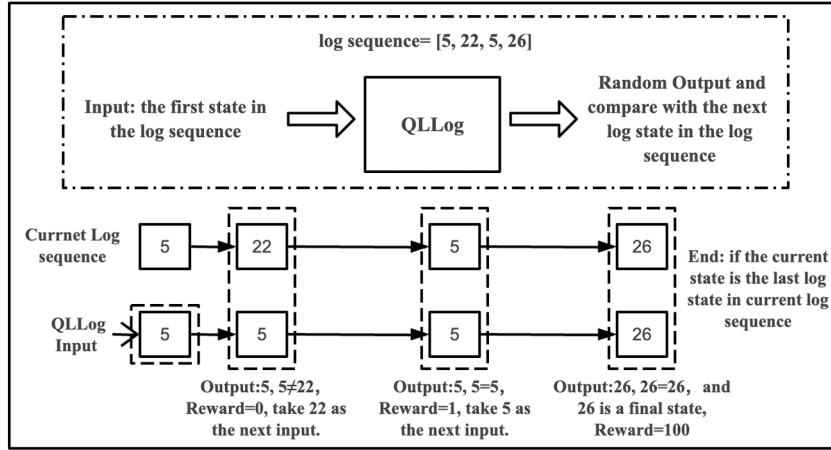 log sequence= [5, 22, 5, 26]
Input: the first state in
the log sequence
QLLog
Random Output and
compare with the next
log state in the log
sequence
Currnet Log
sequence
5
22
5
26
End: if the current
state is the last log
state in current log
sequence
QLLog
Input
5
5
5
26
Output:5, 5≠22,
Reward=0, take 22 as
the next input.
Output:5, 5=5,
Reward=1, take 5 as
the next input.
Output:26, 26=26, and
26 is a final state,
Reward=100